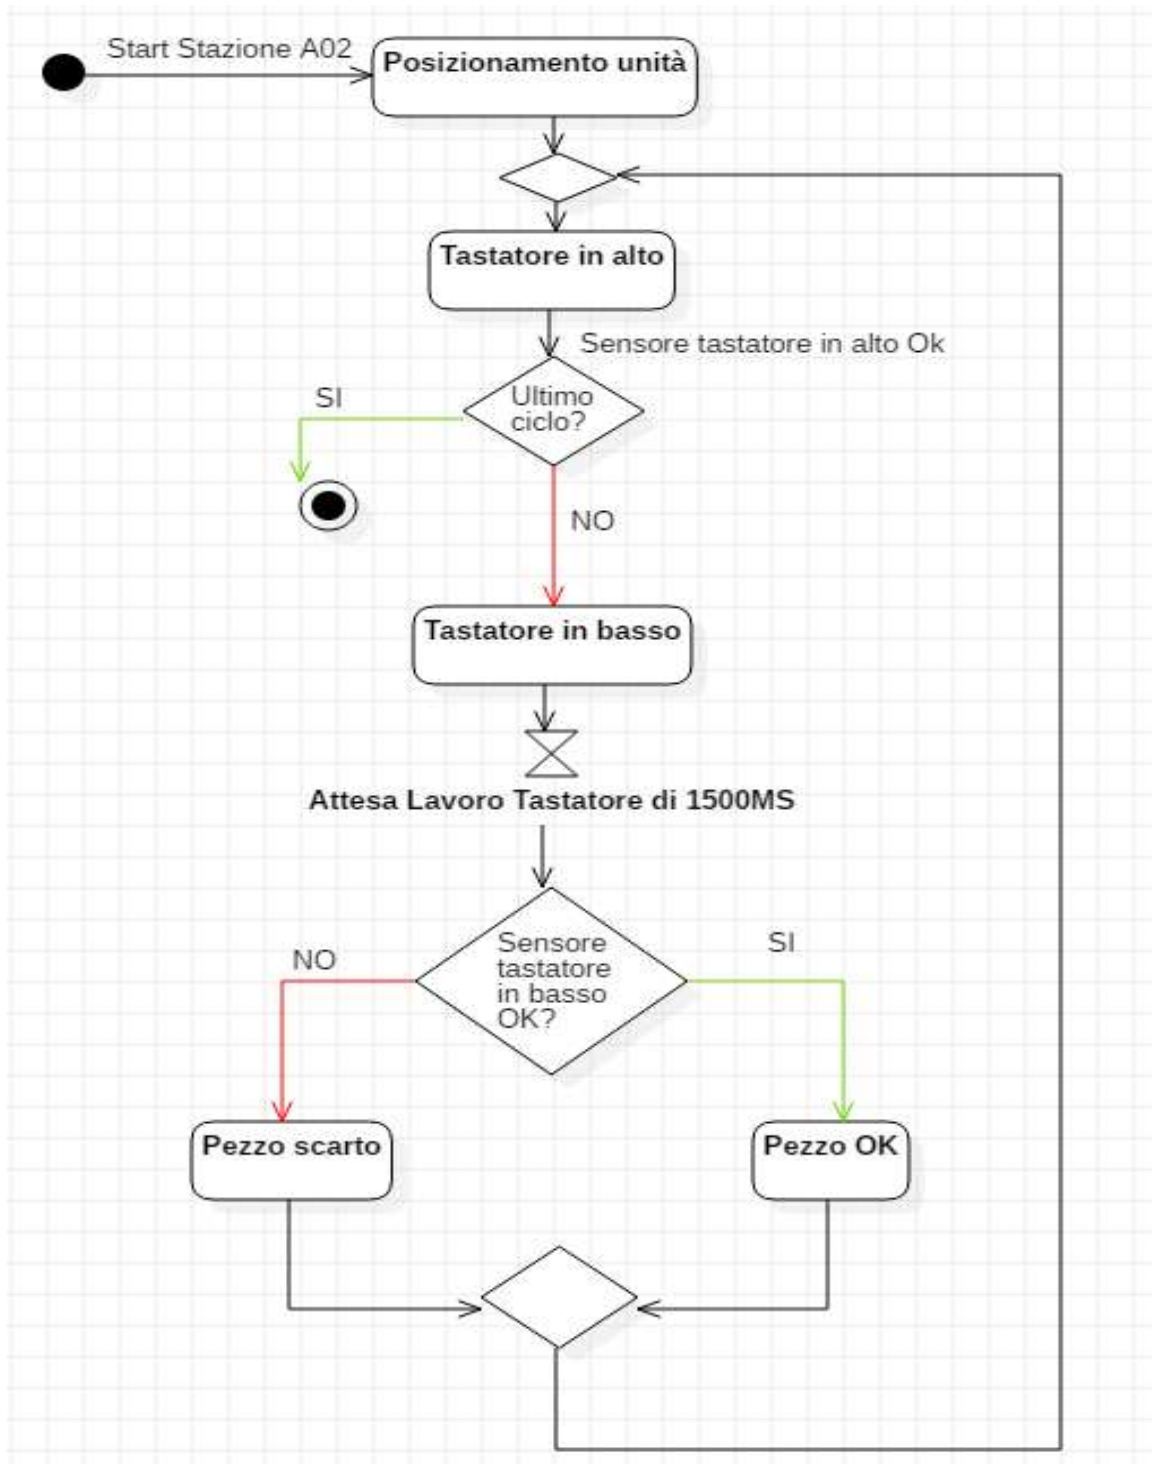 Start Stazione A02
Posizionamento unità
Tastatore in alto
Sensore tastatore in alto Ok
Ultimo
ciclo?
SI
NO
Tastatore in basso
Attesa Lavoro Tastatore di 1500MS
Sensore
tastatore
in basso
OK?
NO
SI
Pezzo scarto
Pezzo OK